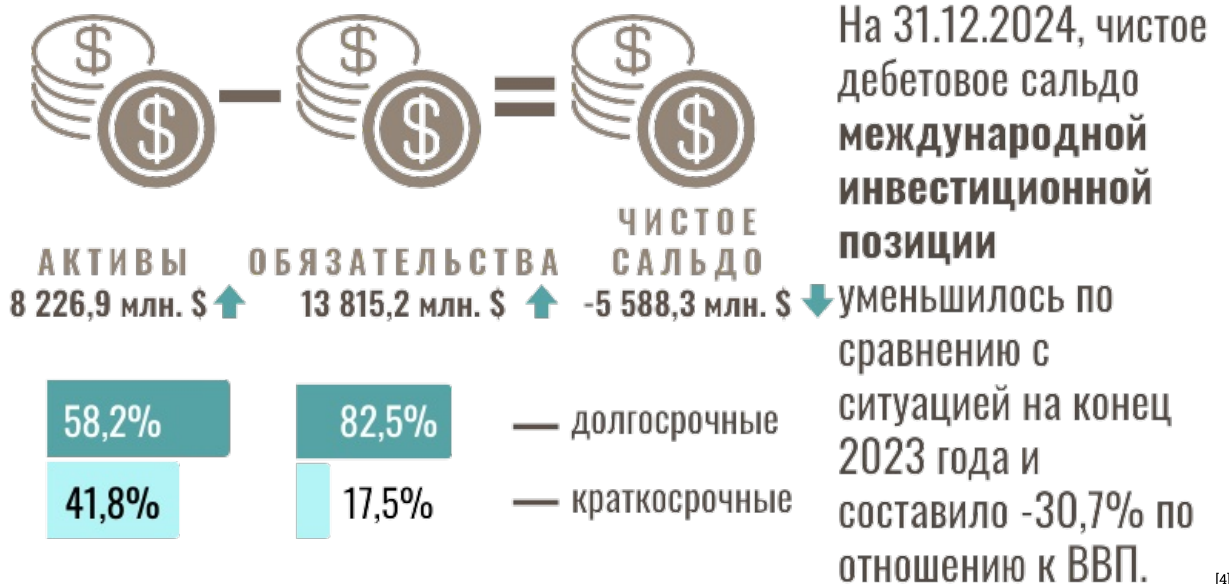 $ $ $
$ $ $
ЧИСТОЕ
АКТИВЫ ОБЯЗАТЕЛЬСТВА САЛЬДО
8 226,9 млн. $ 13 815,2 млн. $ -5 588,3 млн. $
58,2% 82,5% — долгосрочные
41,8% 17,5% — краткосрочные
На 31.12.2024, чистое
дебетовое сальдо
международной
инвестиционной
позиции
уменьшилось по
сравнению с
ситуацией на конец
2023 года и
составило -30,7% по
отношению к ВВП.
[4]